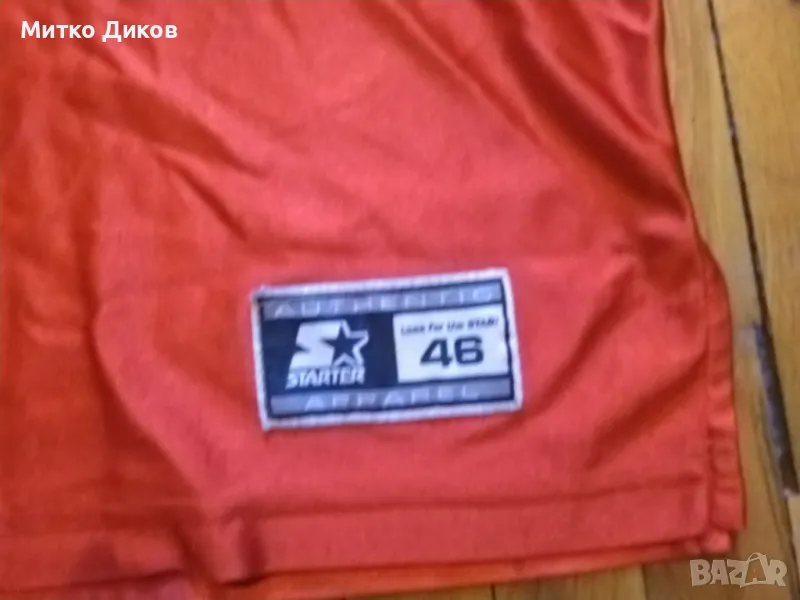 Митко Диков
AUTHENTIC
Look For the STAR!
STARTER
46
APPAREL
BAZAR